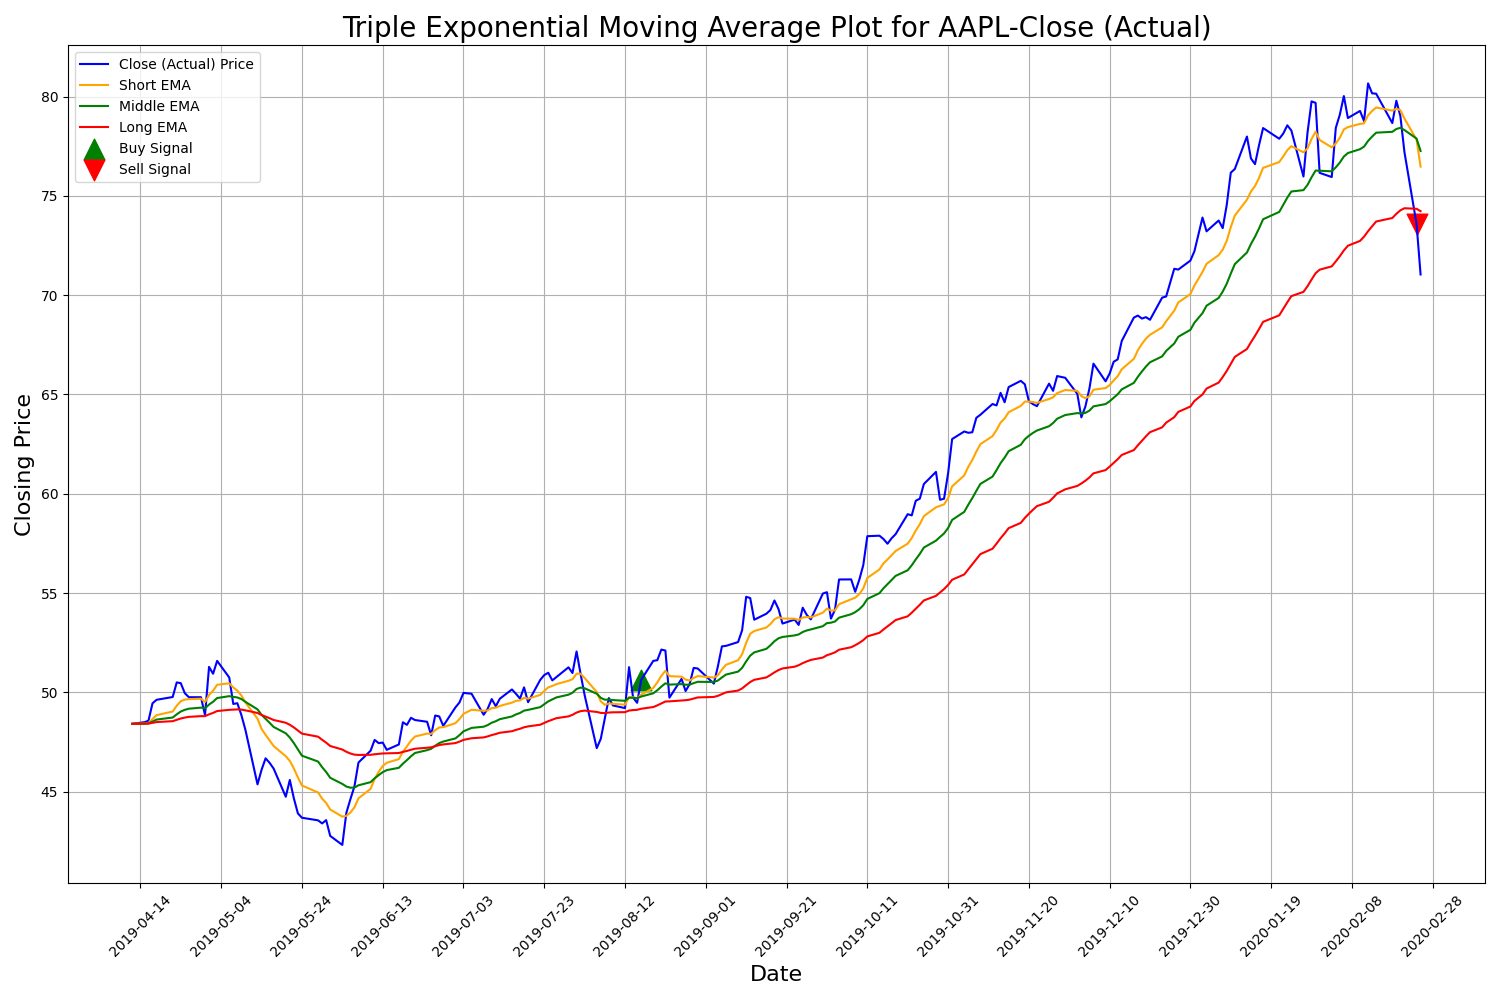 Triple Exponential Moving Average Plot for AAPL-Close (Actual)
Close (Actual) Price
Short EMA
Middle EMA
Long EMA
Buy Signal
Sell Signal
Closing Price
80
75
70
65
60
55
50
45
2019-04-14
2019-05-04
2019-05-24
2019-06-13
2019-07-03
2019-07-23
2019-08-12
2019-09-01
2019-09-21
2019-10-11
2019-10-31
2019-11-20
2019-12-10
2019-12-30
2020-01-19
2020-02-08
2020-02-28
Date